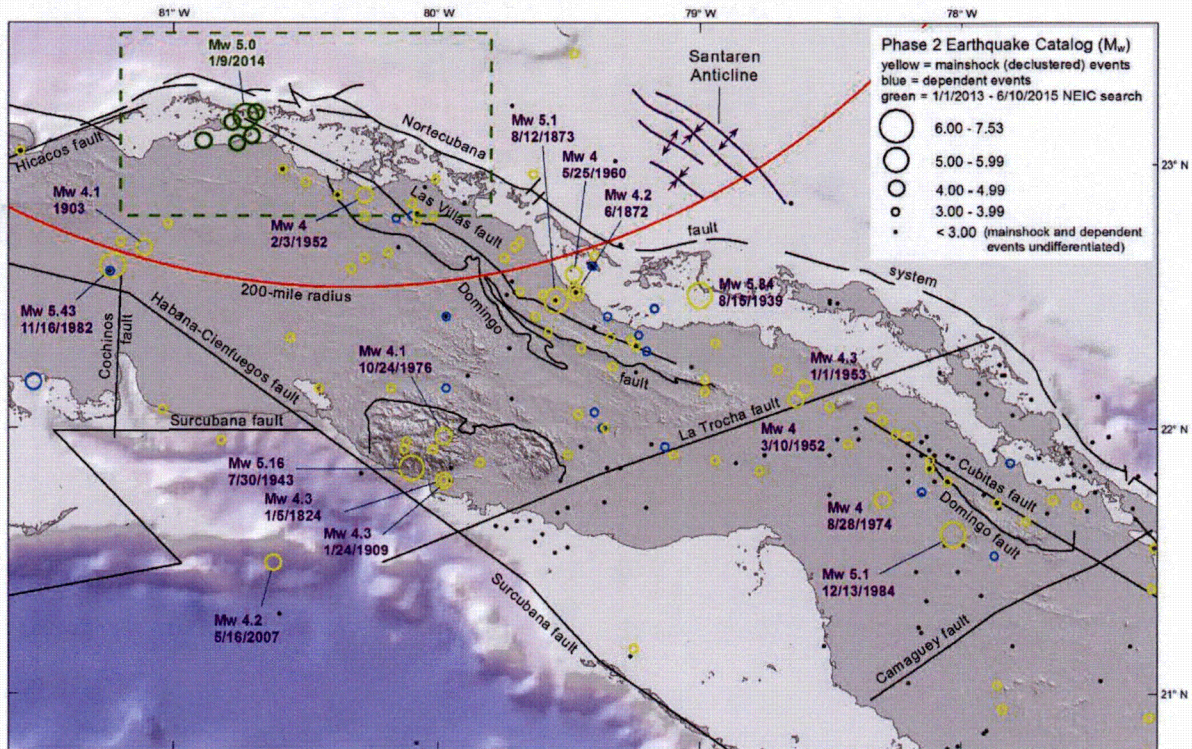 81° W
80° W
79° W
78° W
Mw 5.0
1/9/2014
Santaren
Anticline
Phase 2 Earthquake Catalog (Mw)
yellow = mainshock (declustered) events
blue = dependent events
green = 1/1/2013 - 6/10/2015 NEIC search
6.00 - 7.53
5.00 - 5.99
4.00 - 4.99
3.00 - 3.99
< 3.00 (mainshock and dependent
events undifferentiated)
Hicacos fault
Nortecubana
Mw 5.1
8/12/1873
Mw 4
5/25/1960
23° N
Mw 4.1
1903
Mw 4.2
6/1872
Las Villas fault
Mw 4
2/3/1952
fault
system
200-mile radius
Mw 5.84
8/15/1939
Mw 5.43
11/16/1982
Cochinos
fault
Habana-Cienfuegos fault
Domingo
fault
Mw 4.1
10/24/1976
Mw 4.3
1/1/1953
Surcubana fault
La Trocha fault
22° N
Mw 4
3/10/1952
Mw 5.16
7/30/1943
Cubitas fault
Mw 4.3
1/5/1824
Domingo fault
Mw 4
8/28/1974
Mw 4.3
1/24/1909
Mw 5.1
12/13/1984
Surcubana fault
Mw 4.2
5/16/2007
Camaguey fault
21° N